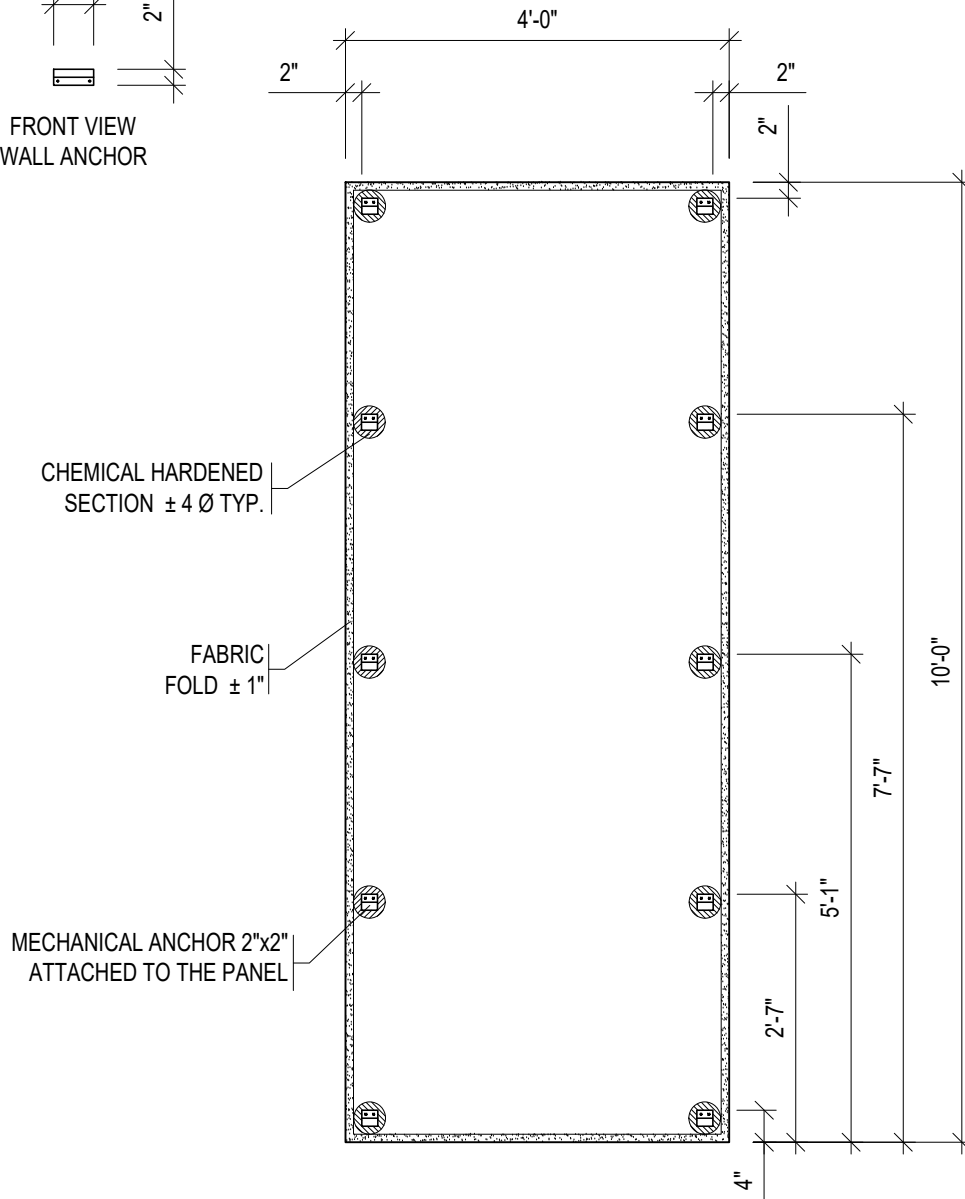 2"
4'-0"
2"
2"
2"
FRONT VIEW
WALL ANCHOR
CHEMICAL HARDENED
SECTION ± 4 Ø TYP.
FABRIC
FOLD ± 1"
10'-0"
7'-7"
5'-1"
MECHANICAL ANCHOR 2"x2"
ATTACHED TO THE PANEL
2'-7"
4"